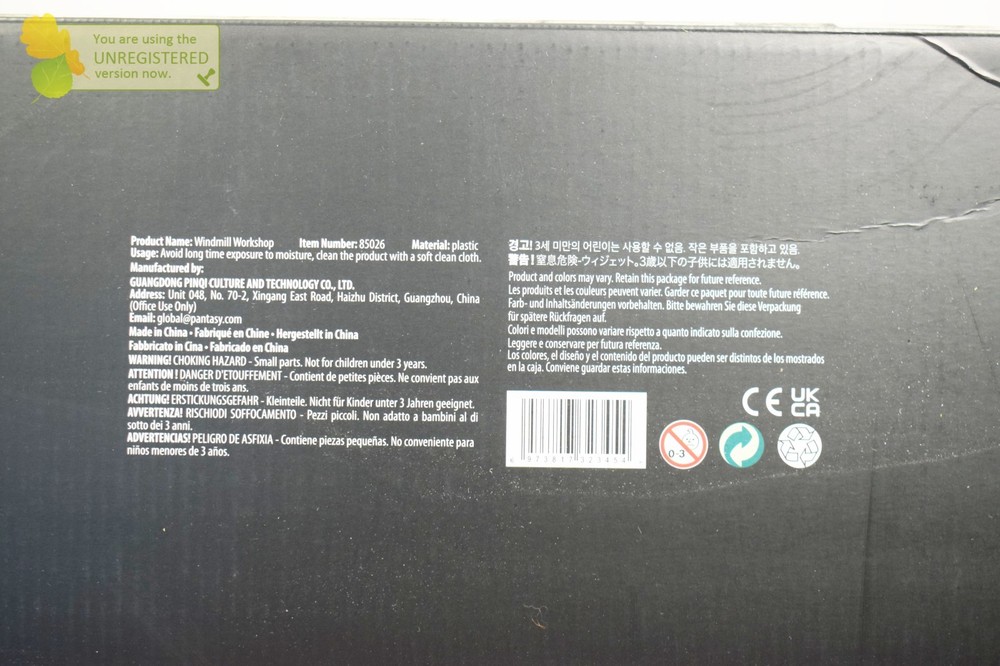 You are using the
UNREGISTERED
version now.
Product Name: Windmill Workshop Item Number: 85026 Material: plastic
Usage: Avoid long time exposure to moisture, clean the product with a soft clean cloth.
Manufactured by:
GUANGDONG PINQI CULTURE AND TECHNOLOGY CO., LTD.
Address: Unit 048, No. 70-2, Xingang East Road, Haizhu District, Guangzhou, China
(Office Use Only)
Email: global@pantasy.com
Made in China • Fabriqué en Chine • Hergestellt in China
Fabbricato in Cina • Fabricado en China
WARNING! CHOKING HAZARD - Small parts. Not for children under 3 years.
ATTENTION ! DANGER D'ETOUFFEMENT - Contient de petites pièces. Ne convient pas aux
enfants de moins de trois ans.
ACHTUNG! ERSTICKUNGSGEFAHR - Kleinteile. Nicht für Kinder unter 3 Jahren geeignet.
AVVERTENZA! RISCHIODI SOFFOCAMENTO - Pezzi piccoli. Non adatto a bambini al di
sotto dei 3 anni.
ADVERTENCIAS! PELIGRO DE ASFIXIA - Contiene piezas pequeñas. No conveniente para
niños menores de 3 años.
경고! 3세 미만의 어린이는 사용할 수 없음. 작은 부품을 포함하고 있음.
警告！窒息危険-ウィジェット。3歳以下の子供には適用されません。
Product and colors may vary. Retain this package for future reference.
Les produits et les couleurs peuvent varier. Garder ce paquet pour toute future référence.
Farb- und Inhaltsänderungen vorbehalten. Bitte bewahren Sie diese Verpackung
für spätere Rückfragen auf.
Colori e modelli possono variare rispetto a quanto indicato sulla confezione.
Leggere e conservare per futura referenza.
Los colores, el diseño y el contenido del producto pueden ser distintos de los mostrados
en la caja. Conviene guardar estas informaciones.
CE UK
CA
6 973817 321454
0-3